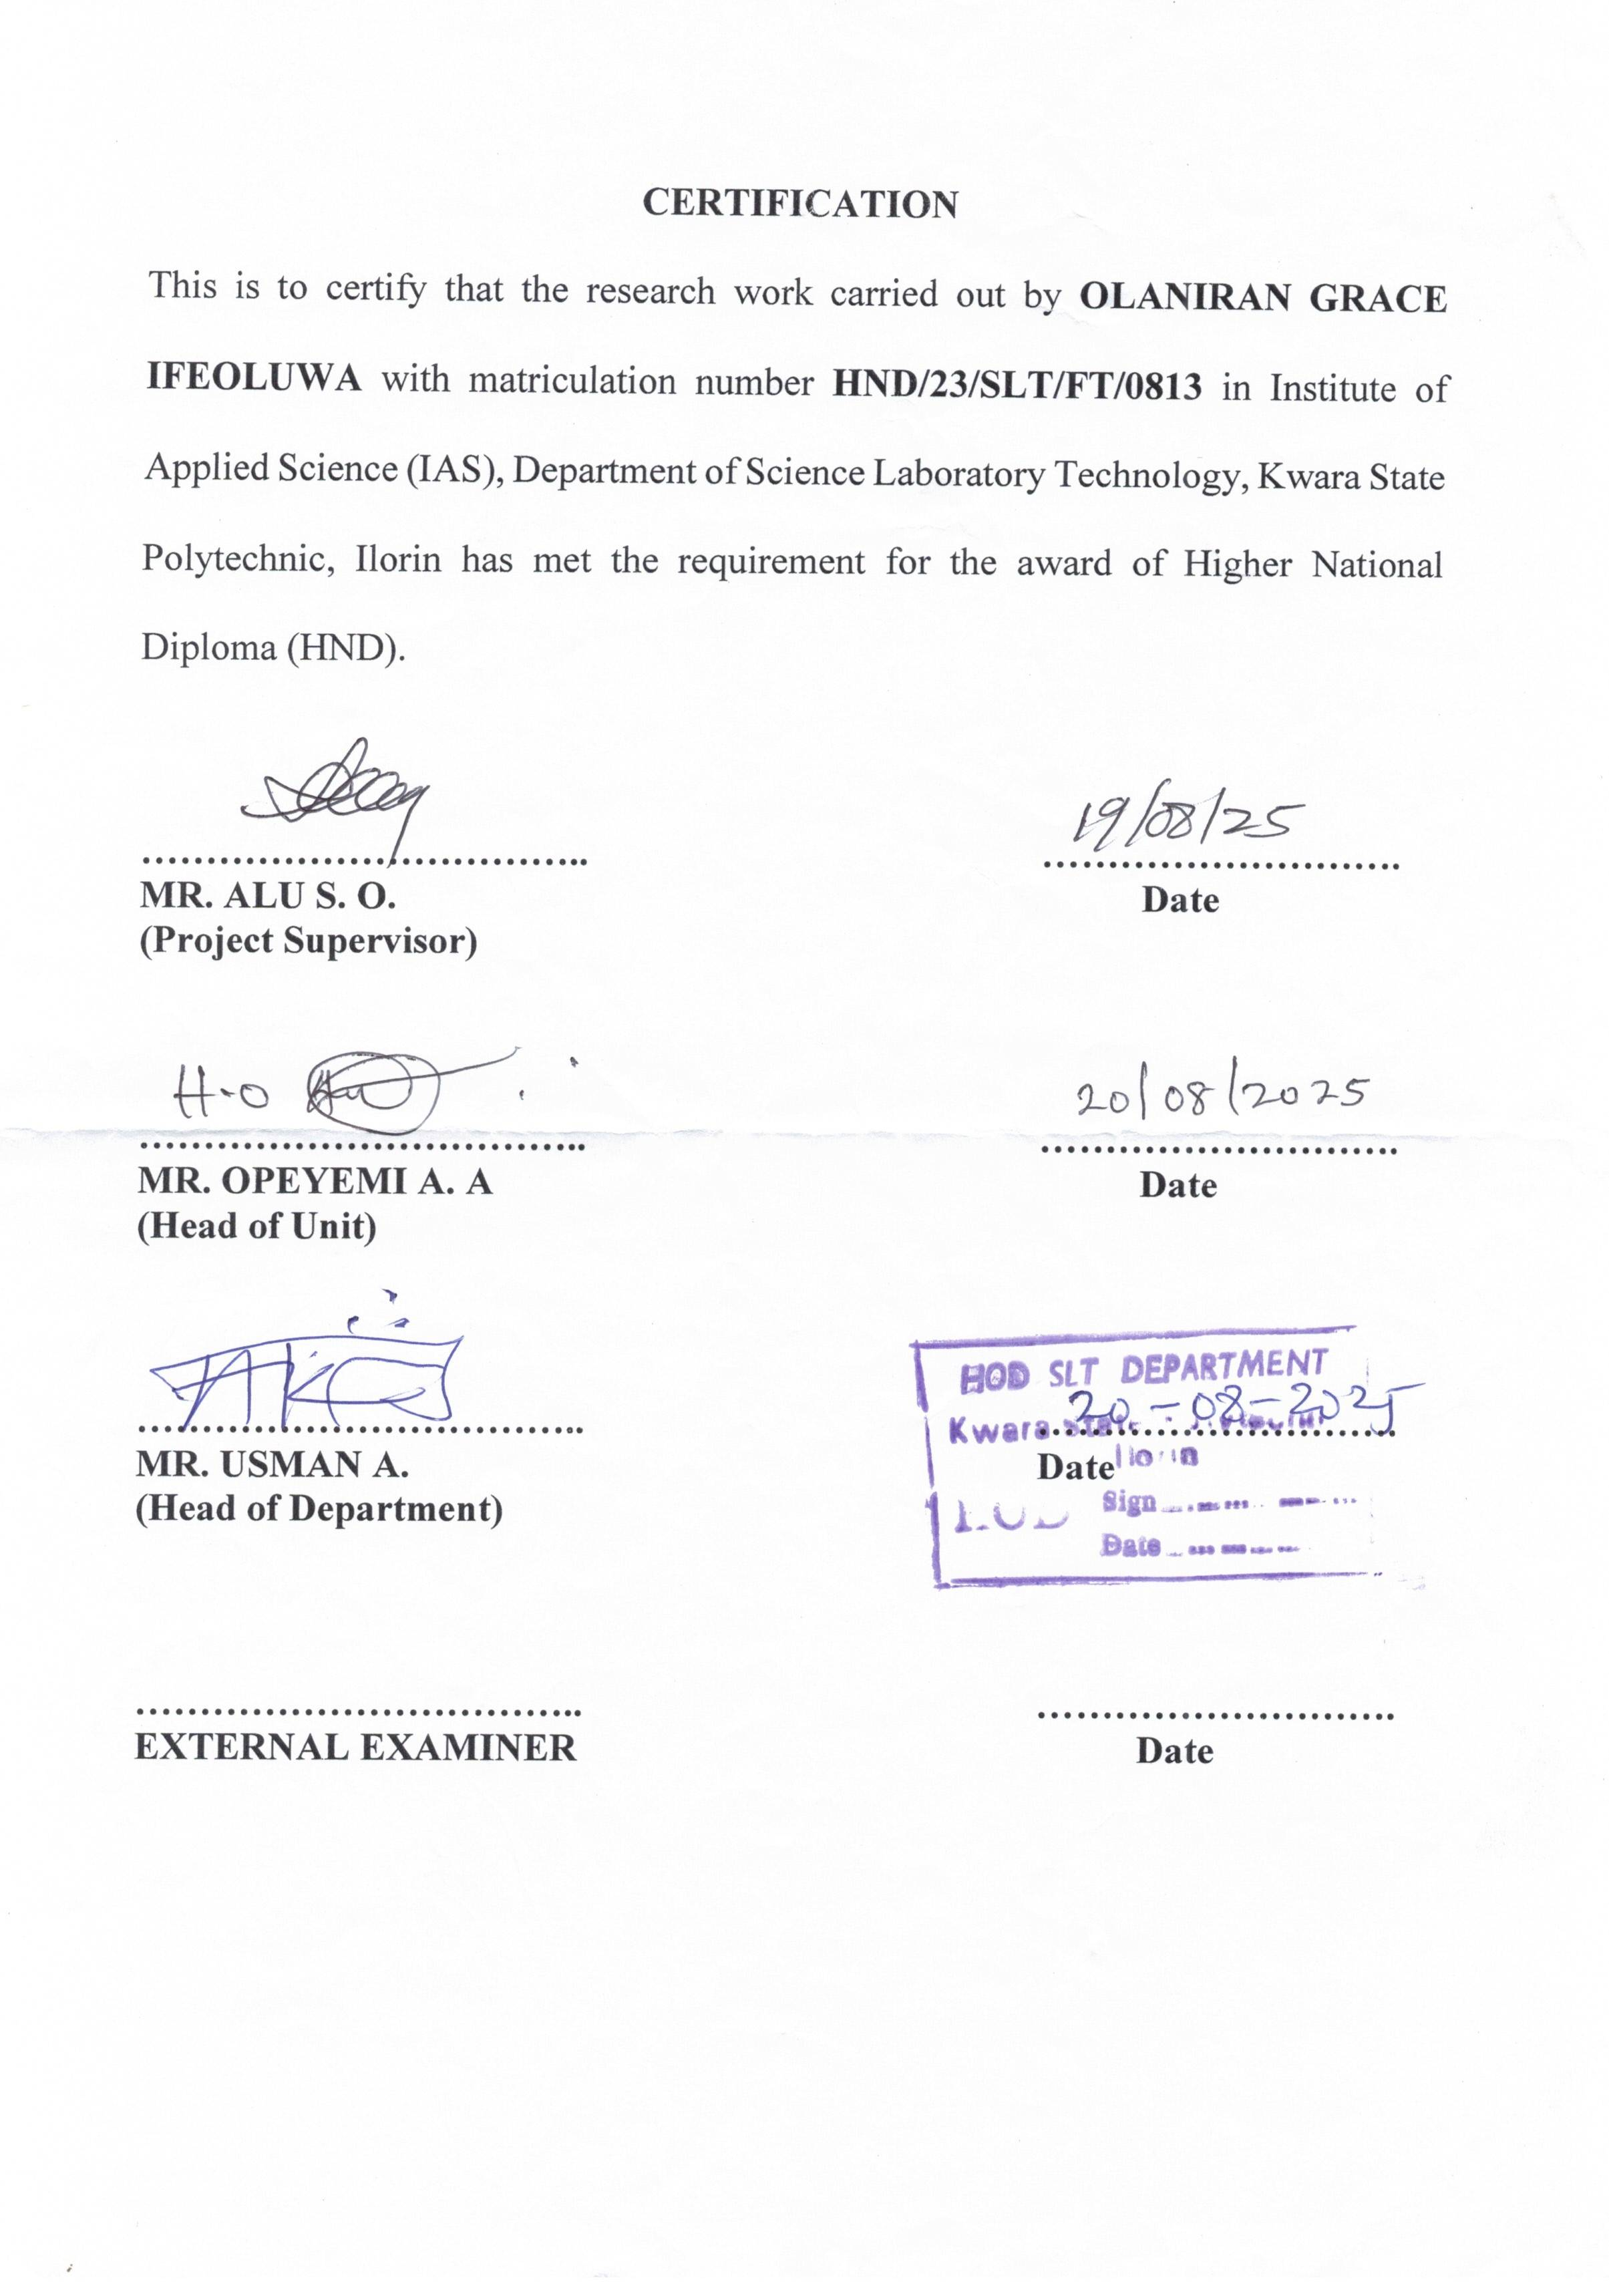 CERTIFICATION
This is to certify that the research work carried out by OLANIRAN GRACE
IFEOLUWA with matriculation number HND/23/SLT/FT/0813 in Institute of
Applied Science (IAS), Department of Science Laboratory Technology, Kwara State
Polytechnic, Ilorin has met the requirement for the award of Higher National
Diploma (HND).
19/08/25
MR. ALU S. O.
Date
(Project Supervisor)
H-O
20/08/2025
MR. OPEYEMI A. A
Date
(Head of Unit)
HOD SLT DEPARTMENT
20-08-2025
Kwara
MR. USMAN A.
Date
Ilorin
(Head of Department)
Sign
Date
EXTERNAL EXAMINER
Date